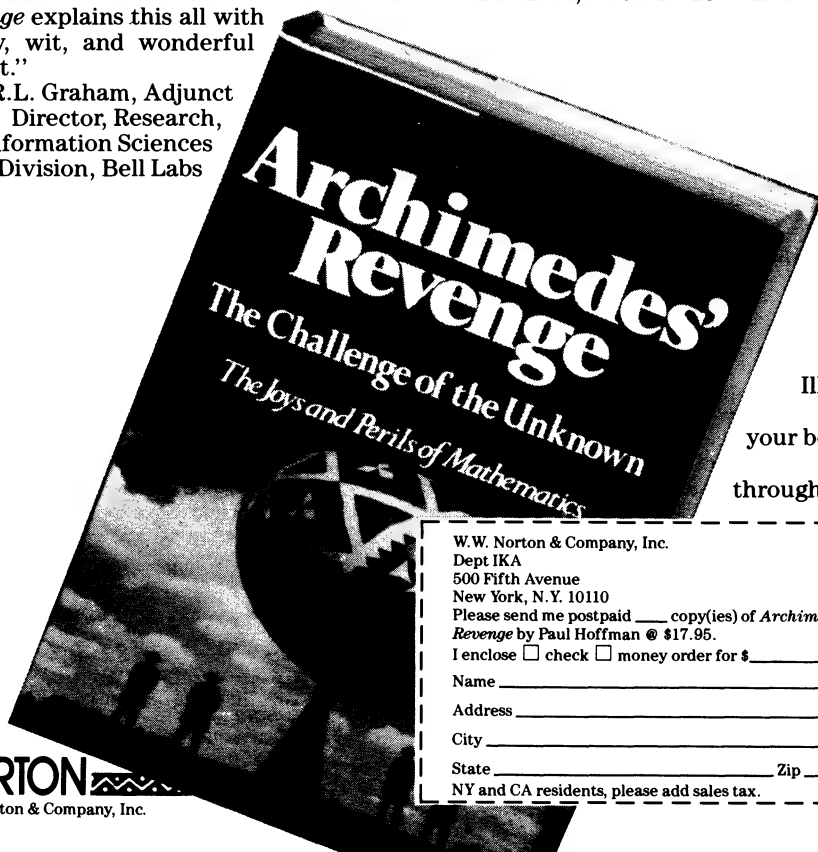 ge explains this all with
y, wit, and wonderful
t.”
R.L. Graham, Adjunct
Director, Research,
formation Sciences
Division, Bell Labs
Archimedes’
Revenge
The Challenge of the Unknown
The Joys and Perils of Mathematics
Ill
your bo
through
W.W. Norton & Company, Inc.
Dept IKA
500 Fifth Avenue
New York, N.Y. 10110
Please send me postpaid ____ copy(ies) of Archim
Revenge by Paul Hoffman @ $17.95.
I enclose ☐ check ☐ money order for $
Name
Address
City
State Zip
NY and CA residents, please add sales tax.
RTON
ton & Company, Inc.